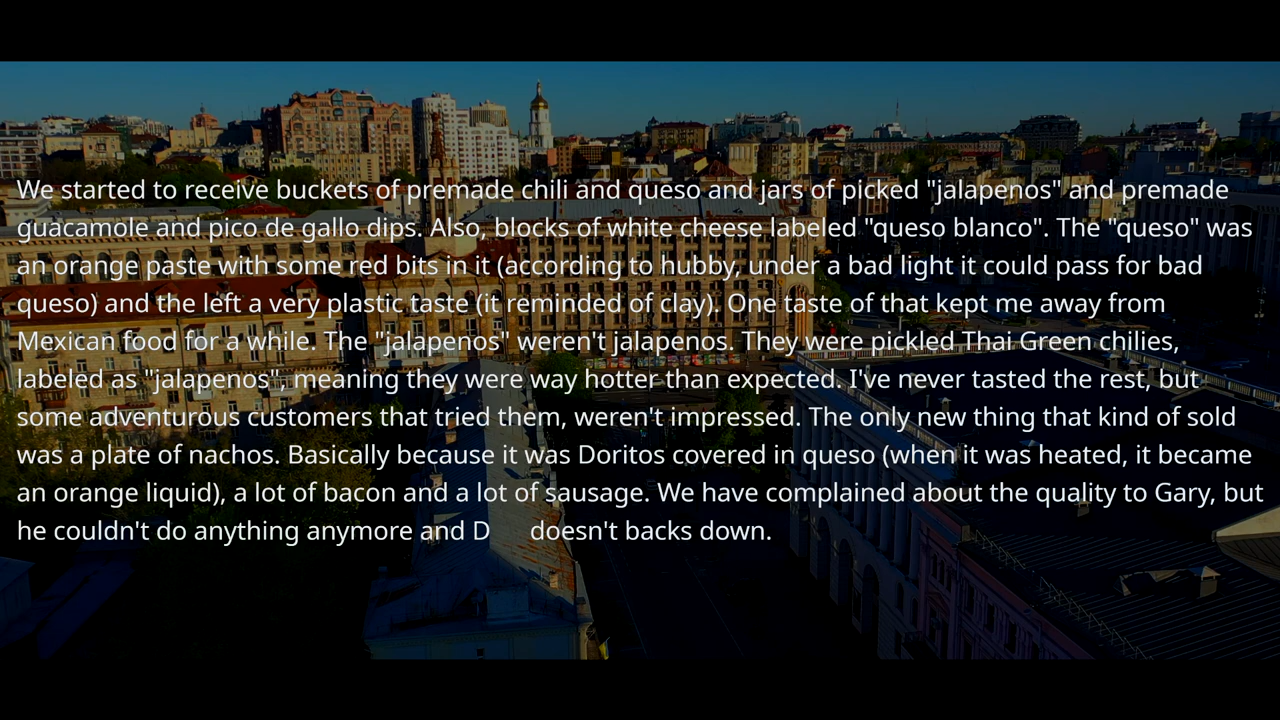 We started to receive buckets of premade chili and queso and jars of picked "jalapenos" and premade
guacamole and pico de gallo dips. Also, blocks of white cheese labeled "queso blanco". The "queso" was
an orange paste with some red bits in it (according to hubby, under a bad light it could pass for bad
queso) and the left a very plastic taste (it reminded of clay). One taste of that kept me away from
Mexican food for a while. The "jalapenos" weren't jalapenos. They were pickled Thai Green chilies,
labeled as "jalapenos", meaning they were way hotter than expected. I've never tasted the rest, but
some adventurous customers that tried them, weren't impressed. The only new thing that kind of sold
was a plate of nachos. Basically because it was Doritos covered in queso (when it was heated, it became
an orange liquid), a lot of bacon and a lot of sausage. We have complained about the quality to Gary, but
he couldn't do anything anymore and D doesn't backs down.